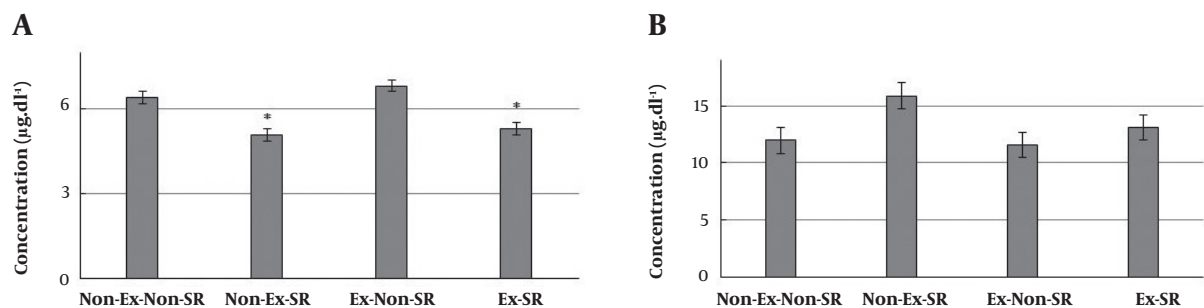 A
Concentration (µg.dl⁻¹)
6
3
0
*
*
Non-Ex-Non-SR Non-Ex-SR Ex-Non-SR Ex-SR
B
Concentration (µg.dl⁻¹)
15
10
5
0
Non-Ex-Non-SR Non-Ex-SR Ex-Non-SR Ex-SR